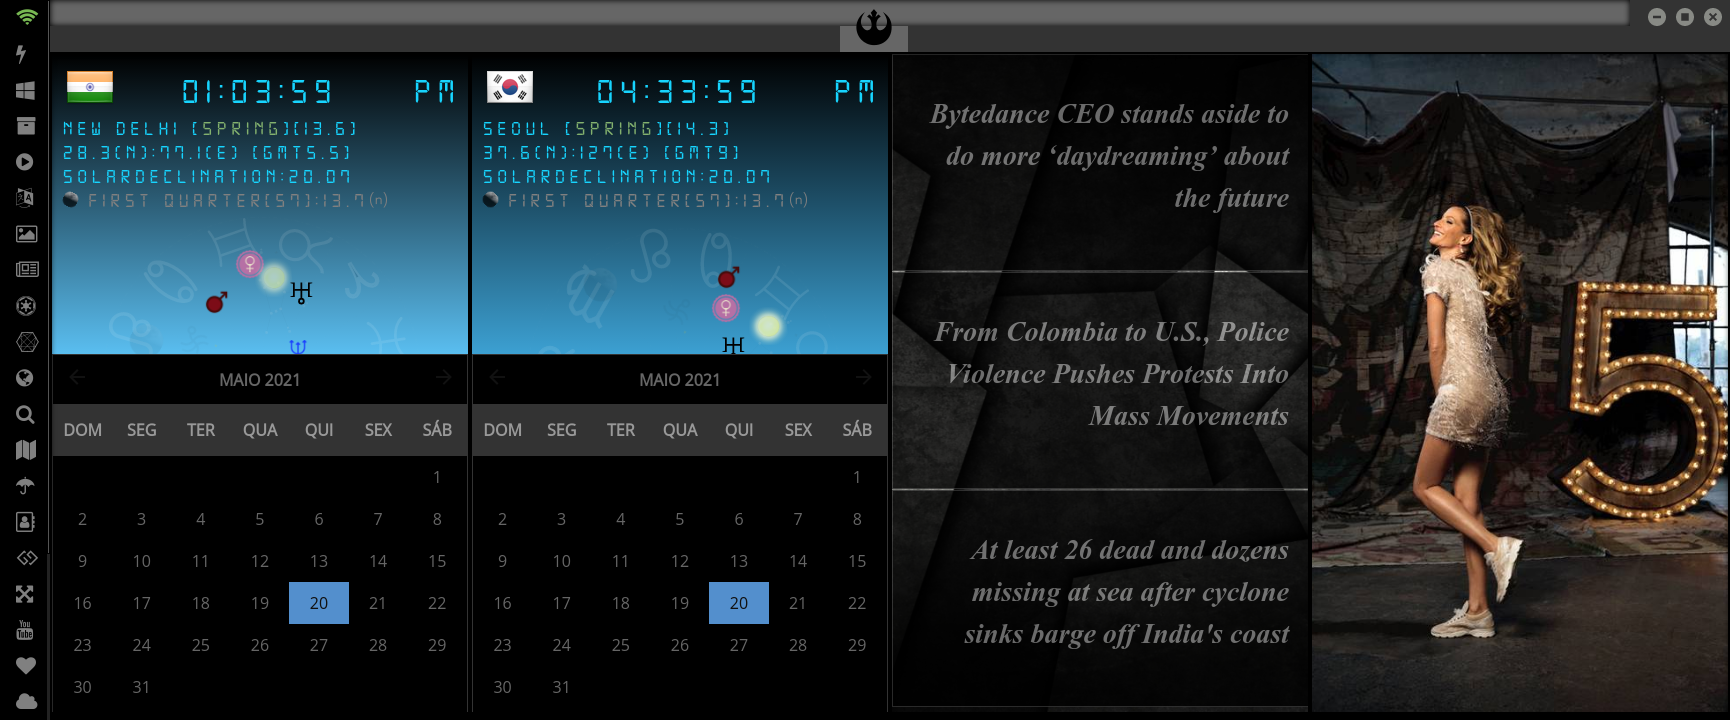 01:03:59 PM
NEW DELHI [SPRING][13.6]
28.3(N):77.1(E) [GMT5.5]
SOLARDECLINATION:20.07
FIRST QUARTER[57]:13.7(n)
MAIO 2021
DOM SEG TER QUA QUI SEX SÁB
1
2 3 4 5 6 7 8
9 10 11 12 13 14 15
16 17 18 19 20 21 22
23 24 25 26 27 28 29
30 31
04:33:59 PM
SEOUL [SPRING][14.3]
37.6(N):127(E) [GMT9]
SOLARDECLINATION:20.07
FIRST QUARTER[57]:13.7(n)
MAIO 2021
DOM SEG TER QUA QUI SEX SÁB
1
2 3 4 5 6 7 8
9 10 11 12 13 14 15
16 17 18 19 20 21 22
23 24 25 26 27 28 29
30 31
Bytedance CEO stands aside to
do more ‘daydreaming’ about
the future
From Colombia to U.S., Police
Violence Pushes Protests Into
Mass Movements
At least 26 dead and dozens
missing at sea after cyclone
sinks barge off India's coast
5
You
Tube